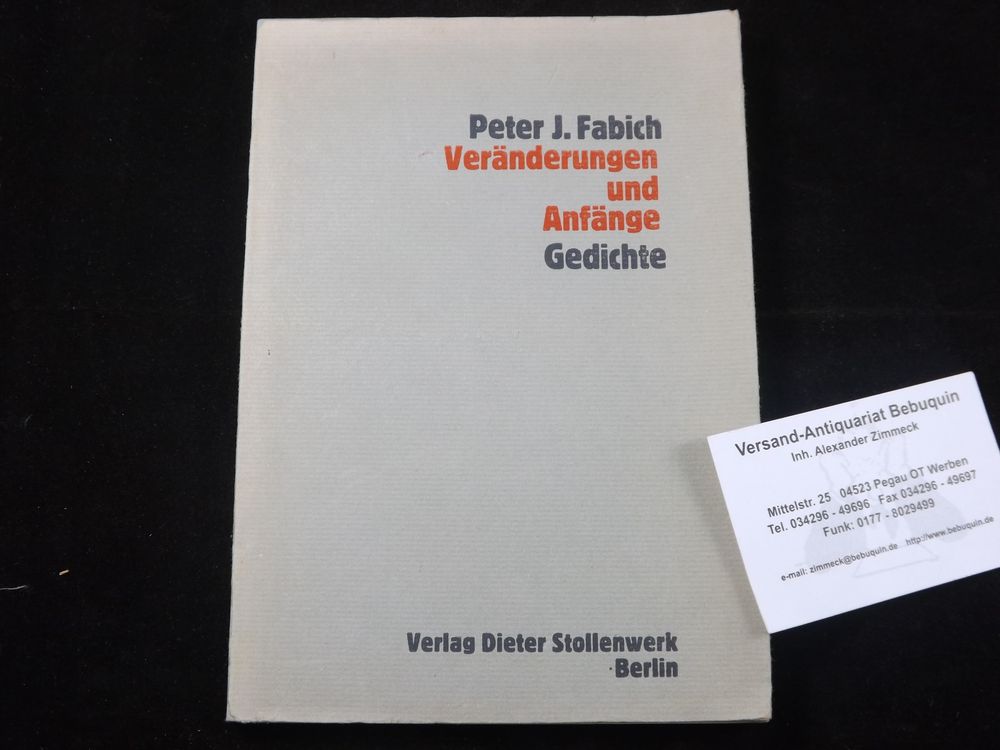 Peter J. Fabich
Veränderungen
und
Anfänge
Gedichte
Verlag Dieter Stollenwerk
Berlin
Versand-Antiquariat Bebuquin
Inh. Alexander Zimmeck
Mittelstr. 25 04523 Pegau OT Werben
Tel. 034296 - 49696 Fax 034296 - 49697
Funk: 0177 - 8029499
e-mail: zimmeck@bebuquin.de http://www.bebuquin.de